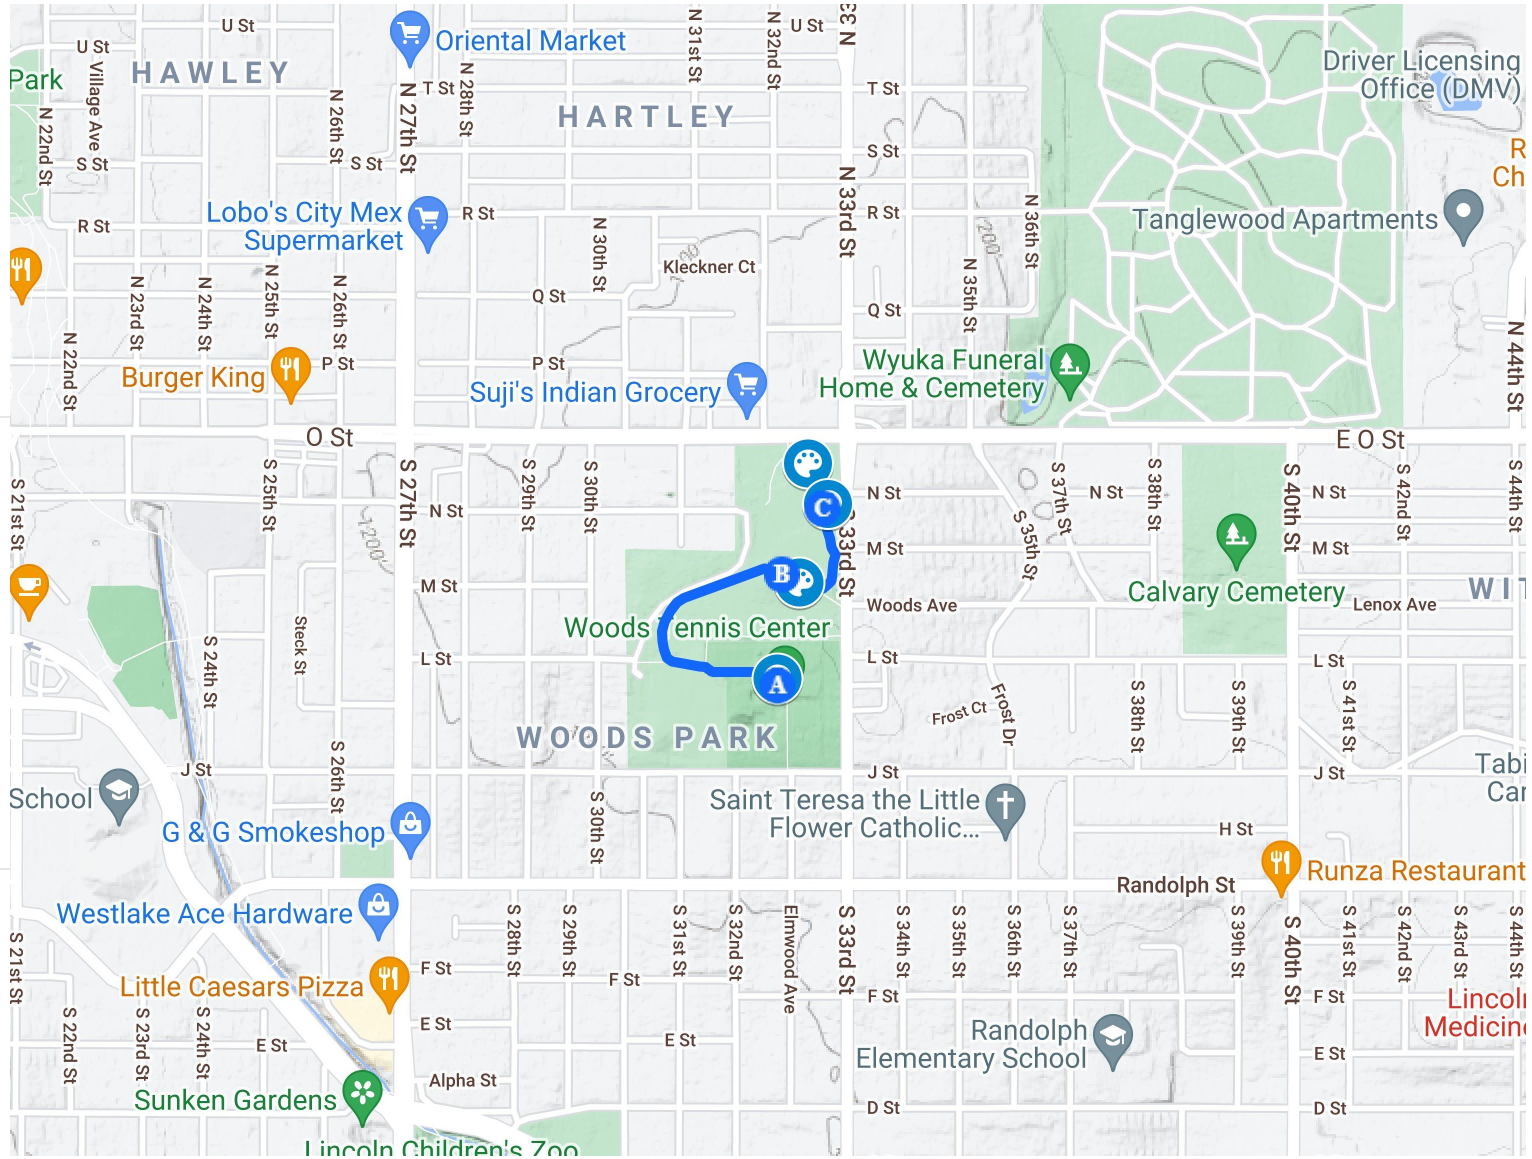 U St
Oriental Market
N 31st St
N 32nd St
U St
N 33
U St
Village Ave
HAWLEY
Park
N 28th St
T St
HARTLEY
T St
Driver Licensing
Office (DMV)
N 22nd St
N 26th St
N 27th St
S St
S St
S St
R
Ch
Lobo's City Mex
Supermarket
R St
R St
N 33rd St
R St
N 36th St
Tanglewood Apartments
N 30th St
1200
1200'
Kleckner Ct
N 23rd St
N 24th St
N 25th St
N 26th St
Q St
Q St
N 35th St
N 22nd St
P St
P St
Burger King
Suji's Indian Grocery
Wyuka Funeral
Home & Cemetery
N 44th St
O St
E O St
S 21st St
S 25th St
S 27th St
S 29th St
S 30th St
N St
C
N St
S 37th St
N St
S 38th St
S 40th St
N St
S 42nd St
S 44th St
1200'
33rd St
M St
S 35th St
M St
B
M St
Calvary Cemetery
WIT
Woods Ave
Lenox Ave
Woods Tennis Center
S 24th St
Steck St
L St
L St
L St
A
Frost Ct
Frost Dr
S 38th St
S 39th St
S 41st St
WOODS PARK
J St
S 26th St
J St
J St
Tabi
Car
School
Saint Teresa the Little
Flower Catholic...
G & G Smokeshop
S 30th St
H St
Runza Restaurant
Randolph St
Westlake Ace Hardware
S 21st St
S 28th St
S 29th St
S 31st St
S 32nd St
Elmwood Ave
S 33rd St
S 34th St
S 35th St
S 36th St
S 37th St
S 39th St
S 40th St
S 41st St
S 42nd St
S 43rd St
S 44th St
F St
F St
Little Caesars Pizza
F St
F St
Lincoln
Medicine
S 22nd St
S 23rd St
S 24th St
E St
E St
E St
Randolph
Elementary School
E St
Alpha St
Sunken Gardens
D St
D St
Lincoln Children's Zoo